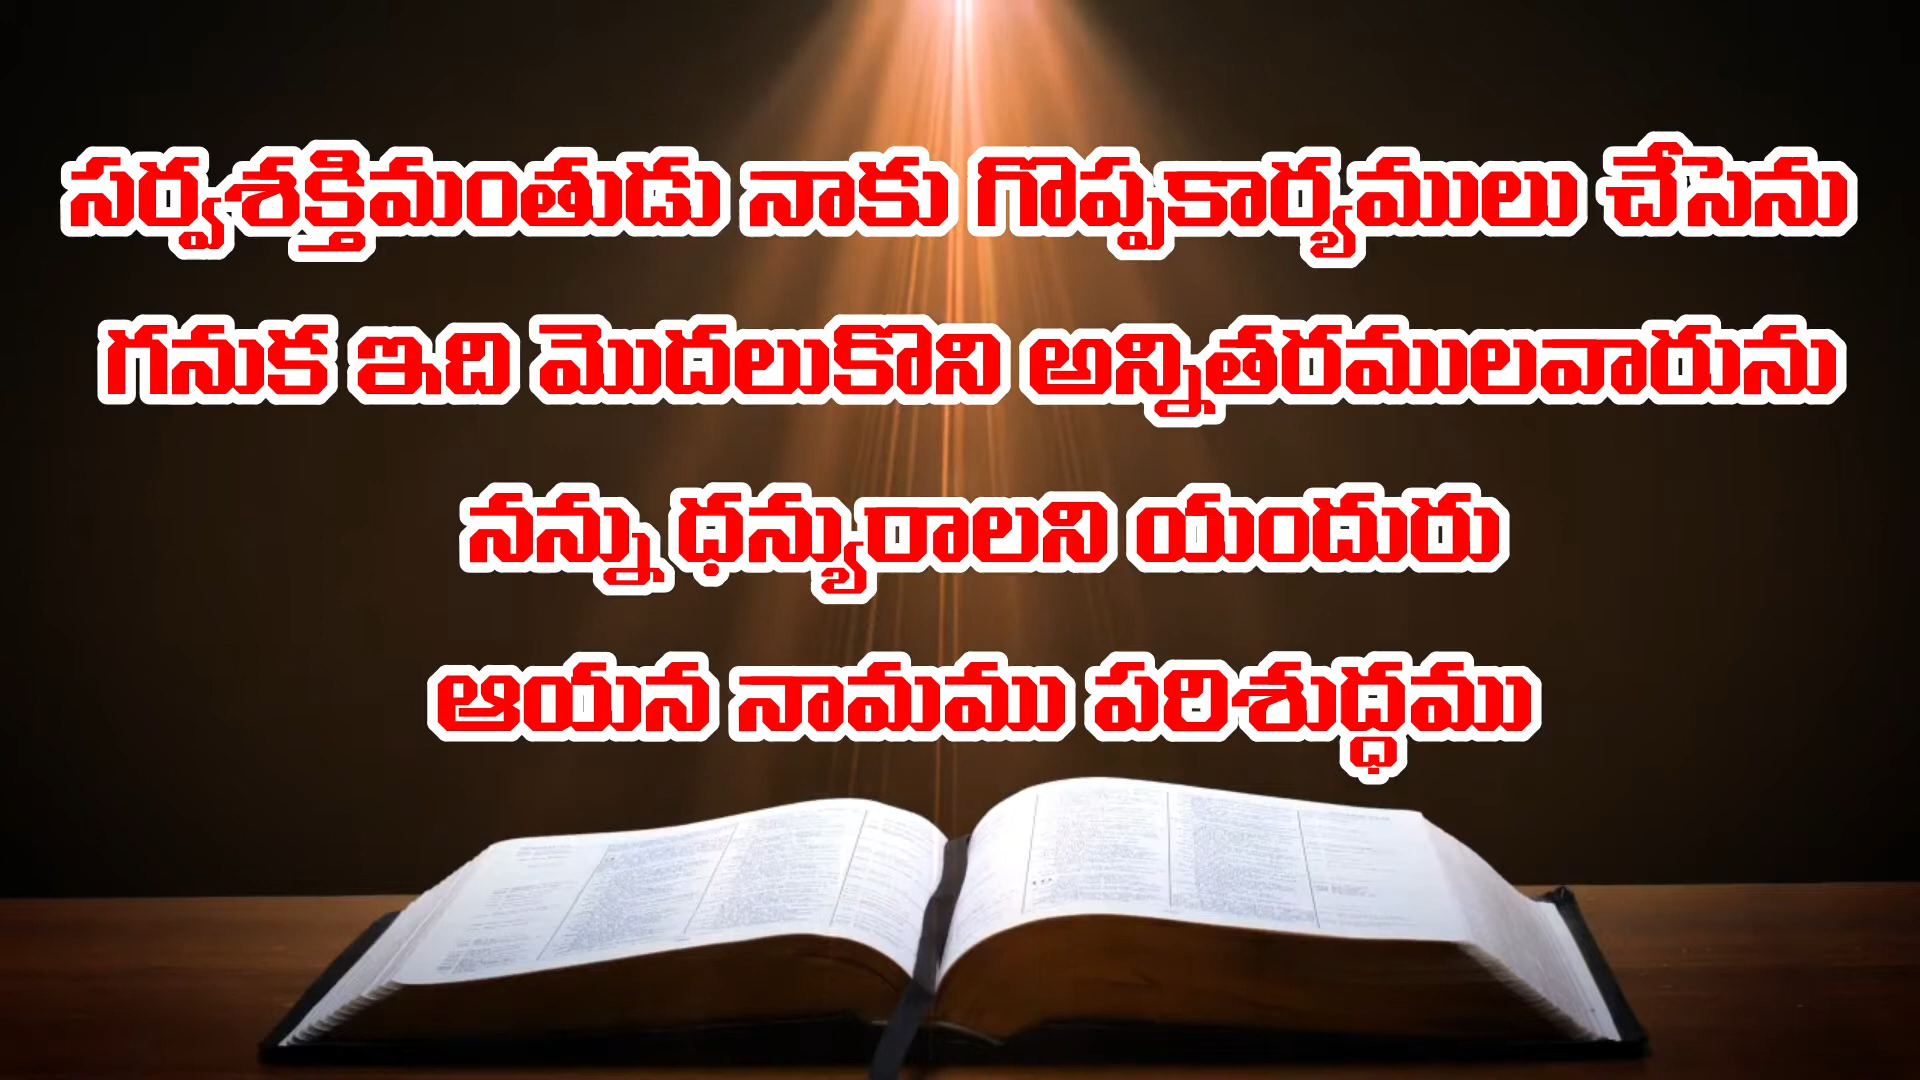 సర్వశక్తిమంతుడు నాకు గొప్పకార్యములు చేసెను
గనుక ఇది మొదలుకొని అన్నితరములవారును
నన్ను ధన్యురాలని యందురు
ఆయన నామము పరిశుద్ధము